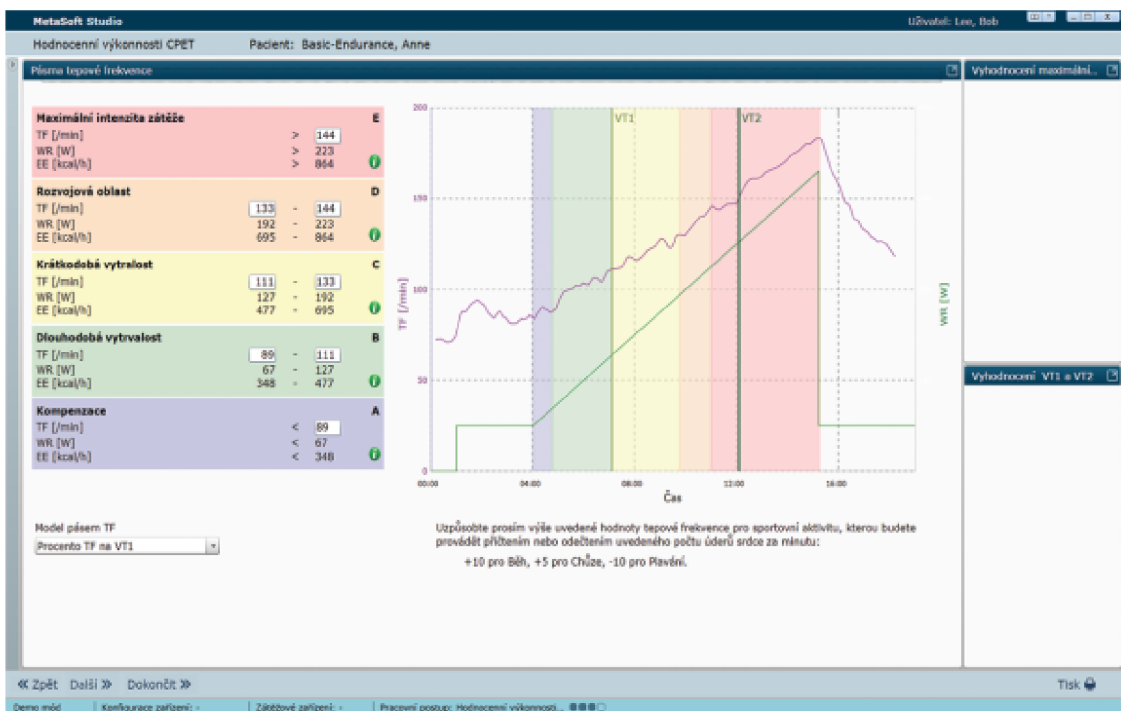 MetaSoft Studio
Uživatel: Lee, Bob
Hodnocenní výkonnosti CPET
Pacient: Basic-Endurance, Anne
Pásma tepové frekvence
Vyhodnocení maximální..
Maximální intenzita zátěže E
TF [/min] > 144
WR [W] > 223
EE [kcal/h] > 864
Rozvojová oblast D
TF [/min] 133 - 144
WR [W] 192 - 223
EE [kcal/h] 695 - 864
Krátkodobá vytralost C
TF [/min] 111 - 133
WR [W] 127 - 192
EE [kcal/h] 477 - 695
Dlouhodobá vytrvalost B
TF [/min] 89 - 111
WR [W] 67 - 127
EE [kcal/h] 348 - 477
Kompenzace A
TF [/min] < 89
WR [W] < 67
EE [kcal/h] < 348
200
150
100
50
0
TF [/min]
VT1
VT2
WR [W]
00:00 04:00 08:00 12:00 16:00
Čas
Vyhodnocení VT1 a VT2
Model pásem TF
Procento TF na VT1
Uzpůsobte prosím výše uvedené hodnoty tepové frekvence pro sportovní aktivitu, kterou budete
provádět přičtením nebo odečtením uvedeného počtu úderů srdce za minutu:
+10 pro Běh, +5 pro Chůze, -10 pro Plavání.
« Zpět Další » Dokončit »
Tisk
Demo mód
Konfigurace zařízení: -
Zátěžové zařízení: -
Pracovní postup: Hodnocenní výkonnosti...